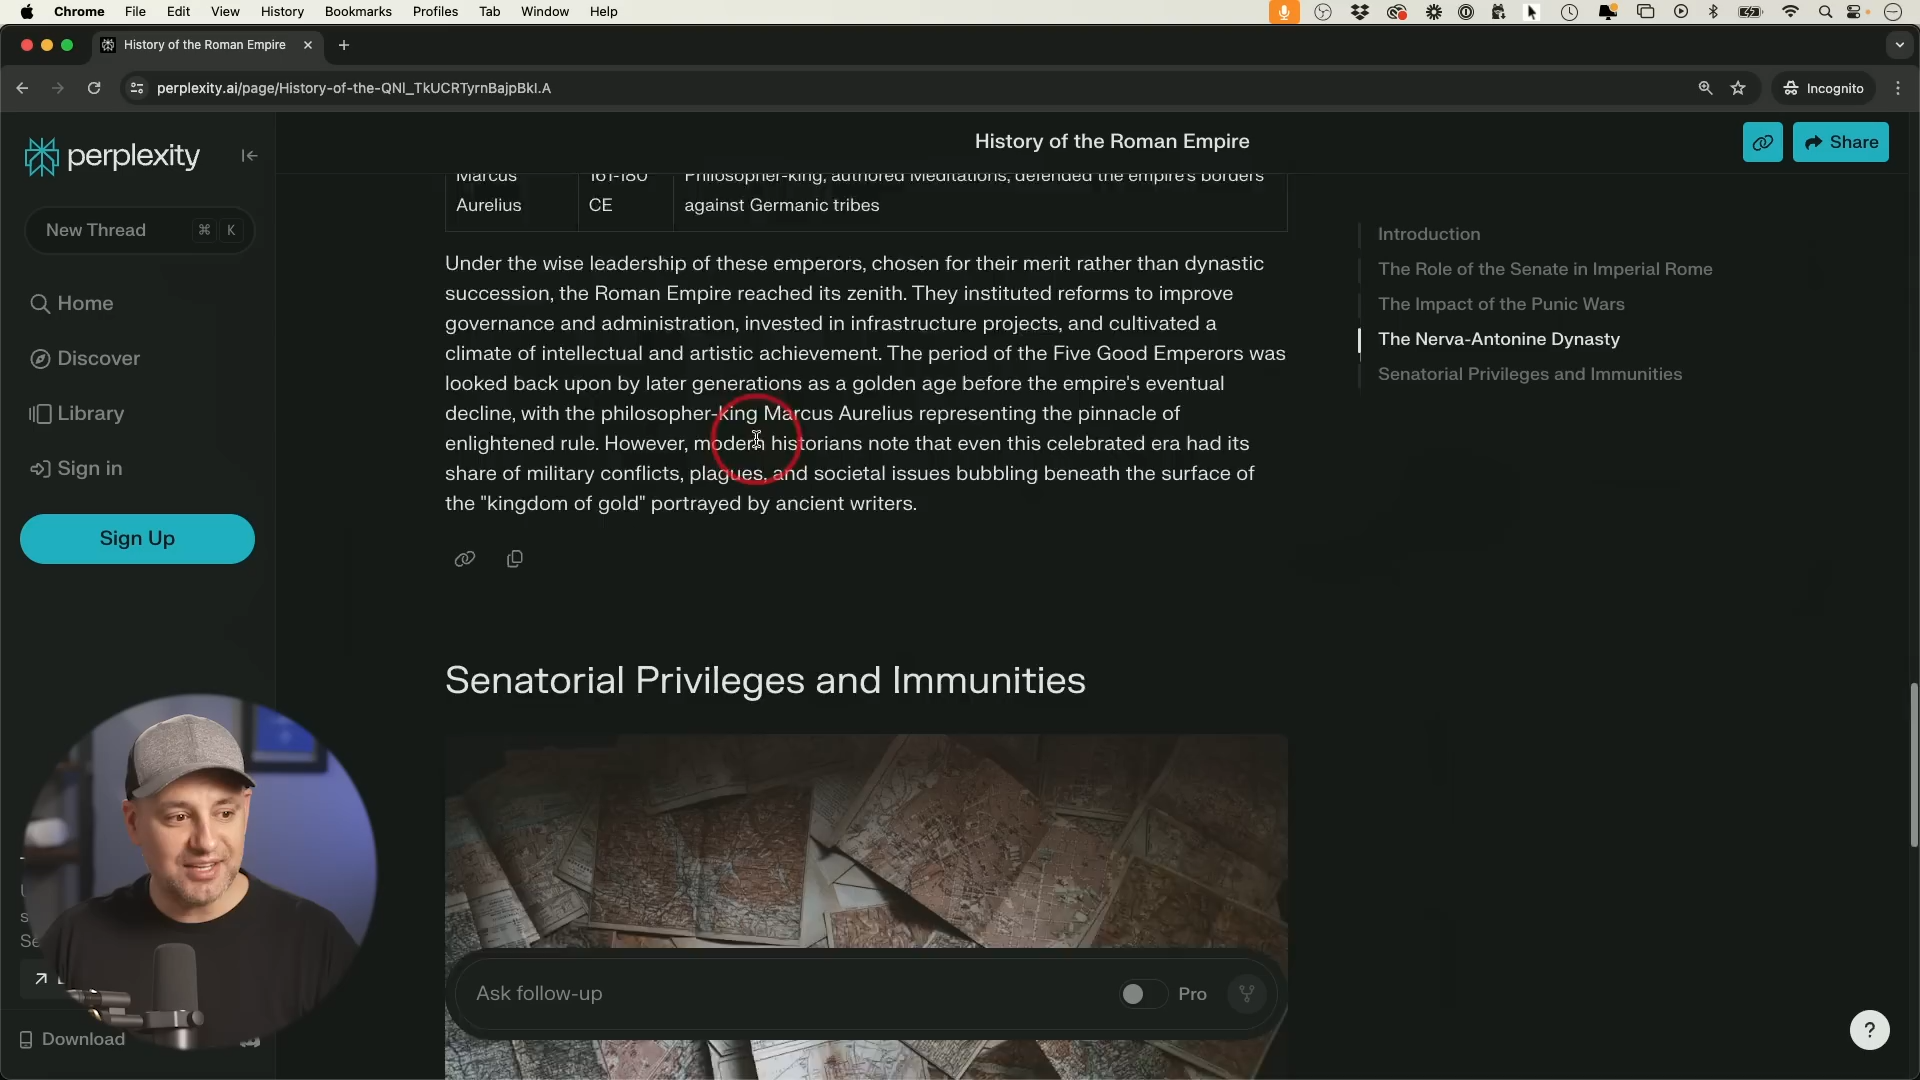 Chrome File Edit View History Bookmarks Profiles Tab Window Help
History of the Roman Empire
perplexity.ai/page/History-of-the-QNI_TkUCRTyrnBajpBkI.A
Incognito
perplexity
History of the Roman Empire
Share
New Thread ⌘ K
Home
Discover
Library
Sign in
Sign Up
Download
Marcus 161-180 Philosopher-king, authored Meditations, defended the empire's borders
Aurelius CE against Germanic tribes
Under the wise leadership of these emperors, chosen for their merit rather than dynastic
succession, the Roman Empire reached its zenith. They instituted reforms to improve
governance and administration, invested in infrastructure projects, and cultivated a
climate of intellectual and artistic achievement. The period of the Five Good Emperors was
looked back upon by later generations as a golden age before the empire's eventual
decline, with the philosopher-king Marcus Aurelius representing the pinnacle of
enlightened rule. However, modern historians note that even this celebrated era had its
share of military conflicts, plagues, and societal issues bubbling beneath the surface of
the "kingdom of gold" portrayed by ancient writers.
Senatorial Privileges and Immunities
Ask follow-up
Pro
Introduction
The Role of the Senate in Imperial Rome
The Impact of the Punic Wars
The Nerva-Antonine Dynasty
Senatorial Privileges and Immunities
?